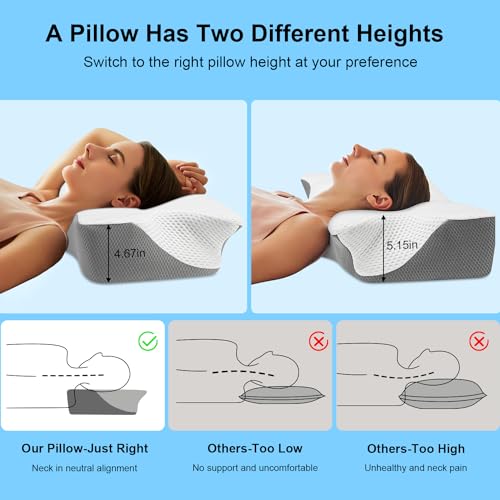 A Pillow Has Two Different Heights
Switch to the right pillow height at your preference
4.67in
5.15in
Our Pillow-Just Right
Neck in neutral alignment
Others-Too Low
No support and uncomfortable
Others-Too High
Unhealthy and neck pain